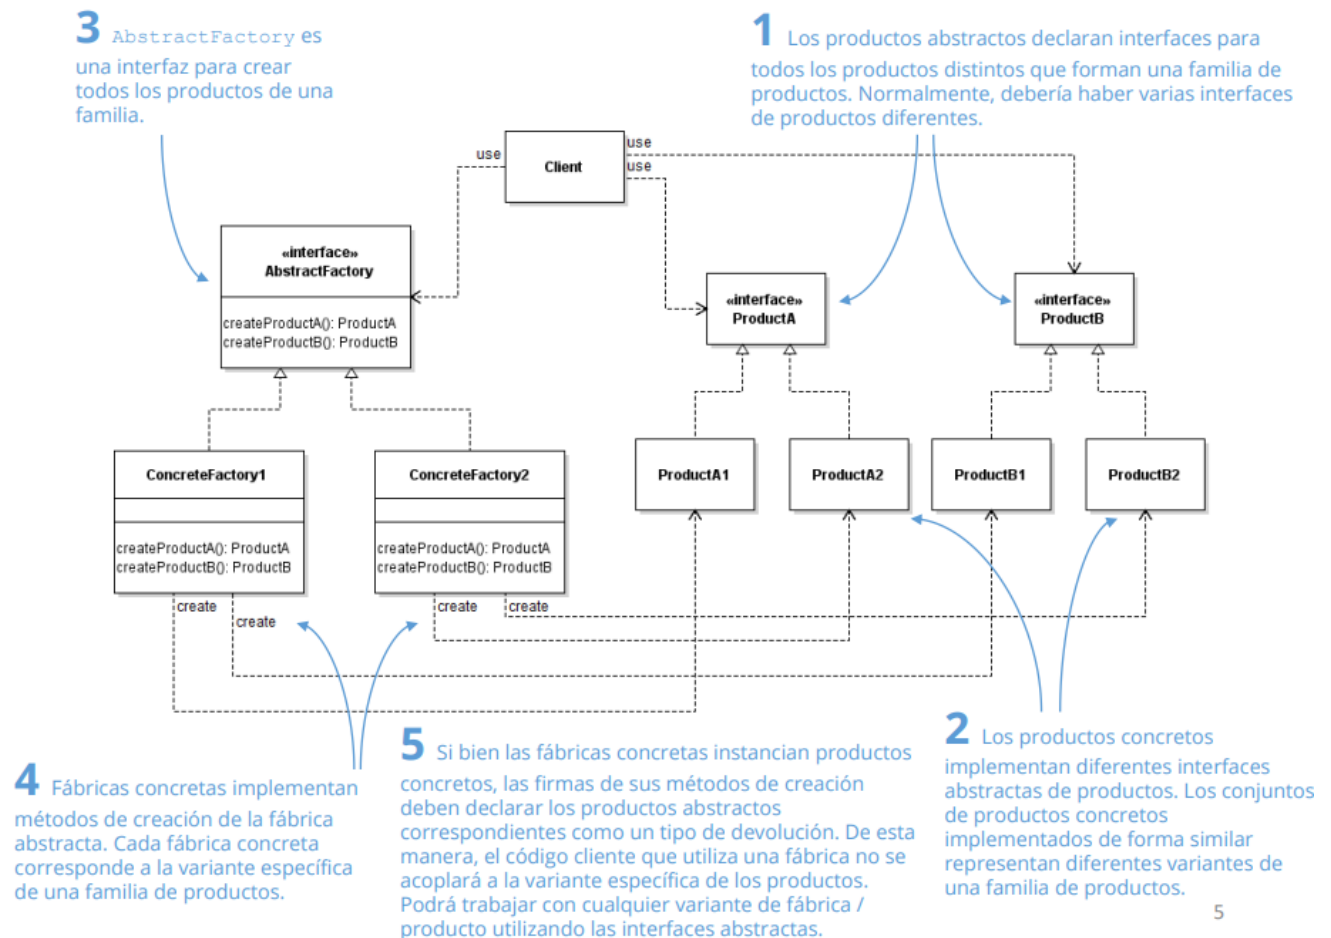 3 AbstractFactory es
una interfaz para crear
todos los productos de una
familia.
1 Los productos abstractos declaran interfaces para
todos los productos distintos que forman una familia de
productos. Normalmente, debería haber varias interfaces
de productos diferentes.
use
Client
use
use
«interface»
AbstractFactory
createProductA(): ProductA
createProductB(): ProductB
«interface»
ProductA
«interface»
ProductB
ConcreteFactory1
createProductA(): ProductA
createProductB(): ProductB
ConcreteFactory2
createProductA(): ProductA
createProductB(): ProductB
ProductA1
ProductA2
ProductB1
ProductB2
create
create
create
create
4 Fábricas concretas implementan
métodos de creación de la fábrica
abstracta. Cada fábrica concreta
corresponde a la variante específica
de una familia de productos.
5 Si bien las fábricas concretas instancian productos
concretos, las firmas de sus métodos de creación
deben declarar los productos abstractos
correspondientes como un tipo de devolución. De esta
manera, el código cliente que utiliza una fábrica no se
acoplará a la variante específica de los productos.
Podrá trabajar con cualquier variante de fábrica /
producto utilizando las interfaces abstractas.
2 Los productos concretos
implementan diferentes interfaces
abstractas de productos. Los conjuntos
de productos concretos
implementados de forma similar
representan diferentes variantes de
una familia de productos.
5